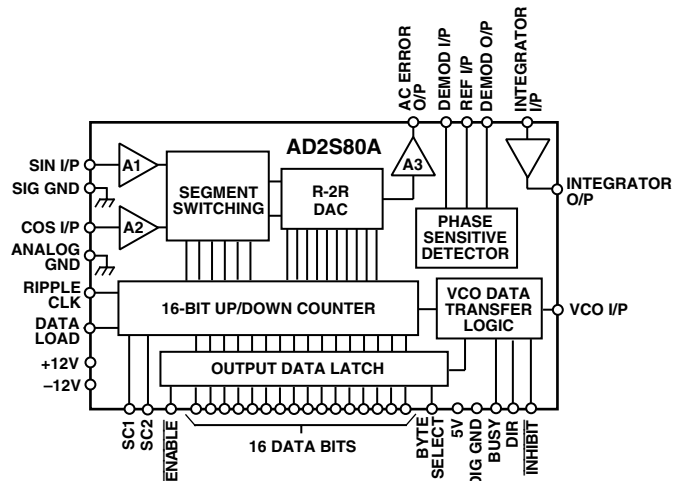 AC ERROR
O/P
DEMOD I/P
REF I/P
DEMOD O/P
INTEGRATOR
I/P
AD2S80A
SIN I/P
A1
A3
SIG GND
SEGMENT
SWITCHING
R-2R
DAC
INTEGRATOR
O/P
COS I/P
A2
PHASE
SENSITIVE
DETECTOR
ANALOG
GND
RIPPLE
CLK
16-BIT UP/DOWN COUNTER
VCO DATA
TRANSFER
LOGIC
VCO I/P
DATA
LOAD
+12V
–12V
OUTPUT DATA LATCH
SC1
SC2
ENABLE
16 DATA BITS
BYTE
SELECT
5V
DIG GND
BUSY
DIR
INHIBIT